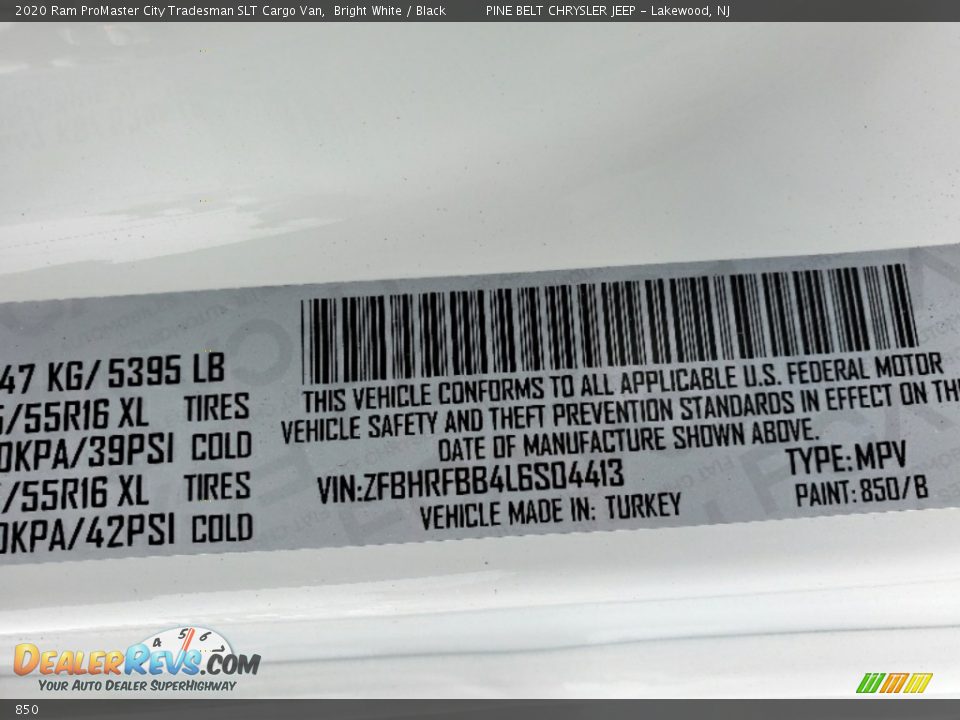 2020 Ram ProMaster City Tradesman SLT Cargo Van, Bright White / Black PINE BELT CHRYSLER JEEP - Lakewood, NJ
47 KG/ 5395 LB
/55R16 XL TIRES
0KPA/39PSI COLD
/55R16 XL TIRES
0KPA/42PSI COLD
THIS VEHICLE CONFORMS TO ALL APPLICABLE U.S. FEDERAL MOTOR
VEHICLE SAFETY AND THEFT PREVENTION STANDARDS IN EFFECT ON TH
DATE OF MANUFACTURE SHOWN ABOVE.
VIN:ZFBHRFBB4L6S04413 TYPE:MPV
VEHICLE MADE IN: TURKEY PAINT:850/B
4 5 6
DEALERREVS.COM
YOUR AUTO DEALER SUPERHIGHWAY
850